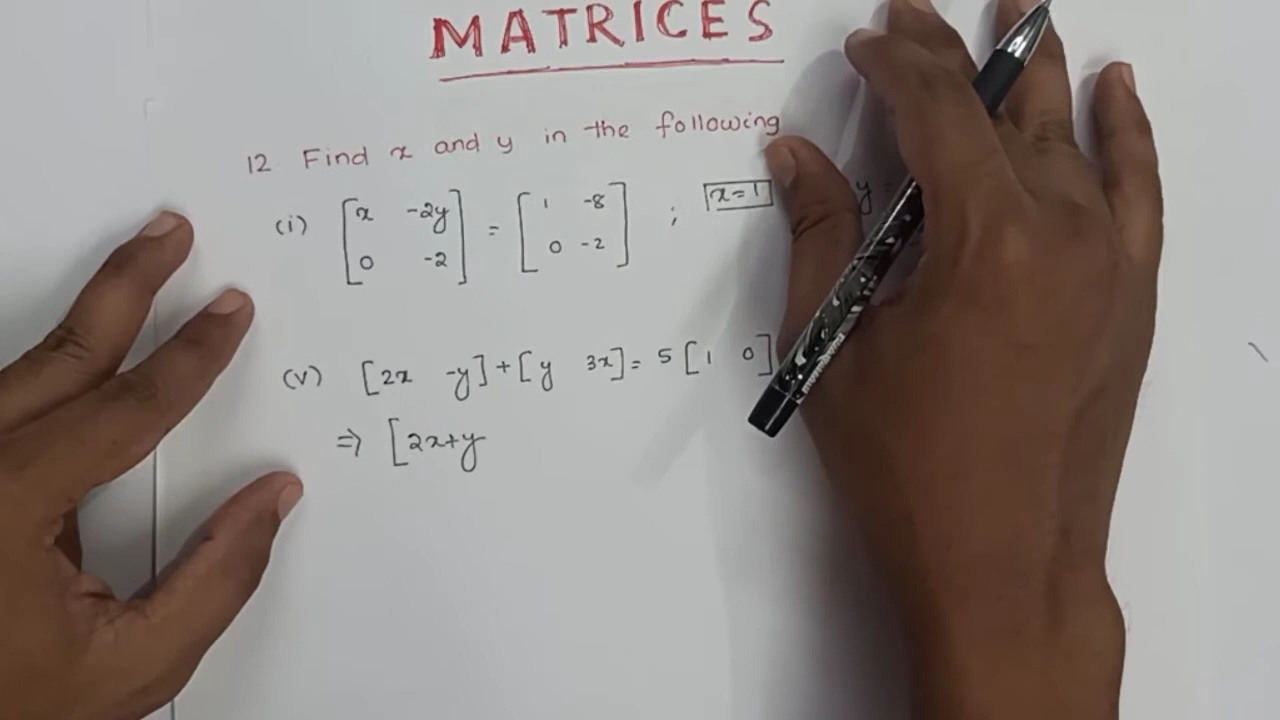 MATRICES
12 Find x and y in the following
(i) [x -2y = [1 -8 ; x=1 y
0 -2] 0 -2]
(v) [2x -y]+[y 3x]= 5[1 0]
⇒ [2x+y